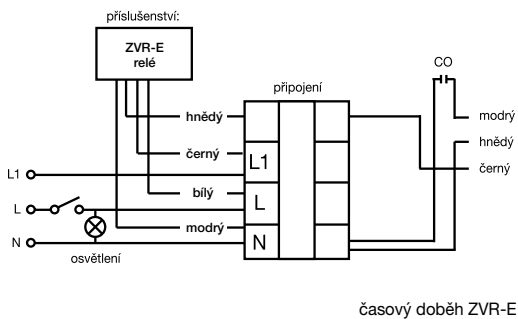 příslušenství:
ZVR-E
relé
připojení
CO
hnědý
modrý
hnědý
černý
L1
černý
L1
bílý
L
L
modrý
N
N
osvětlení
časový doběh ZVR-E